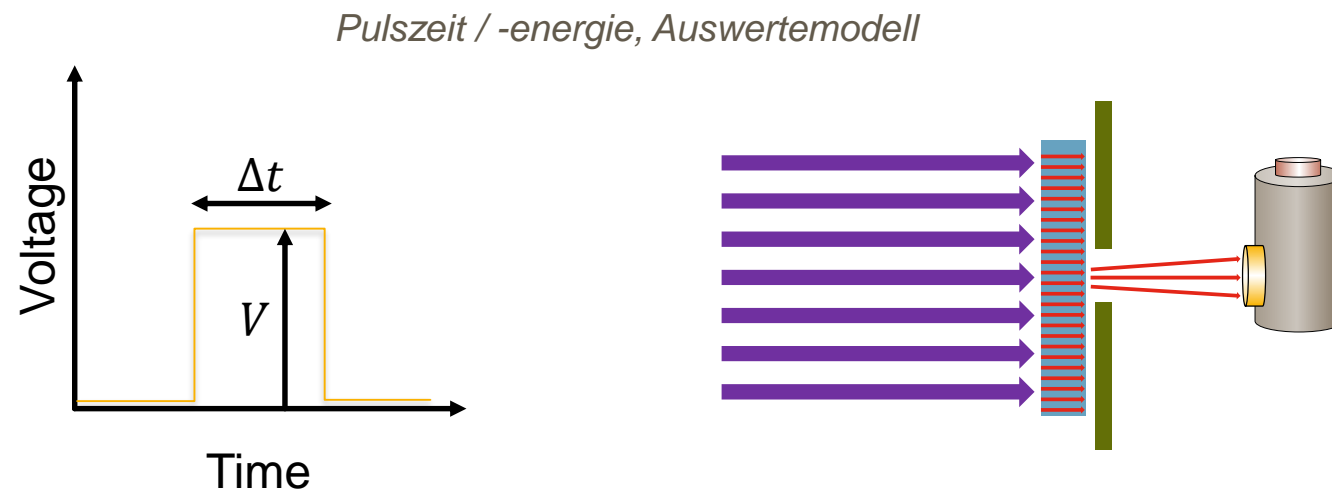 Pulszeit / -energie, Auswertemodell
Voltage
Δt
V
Time